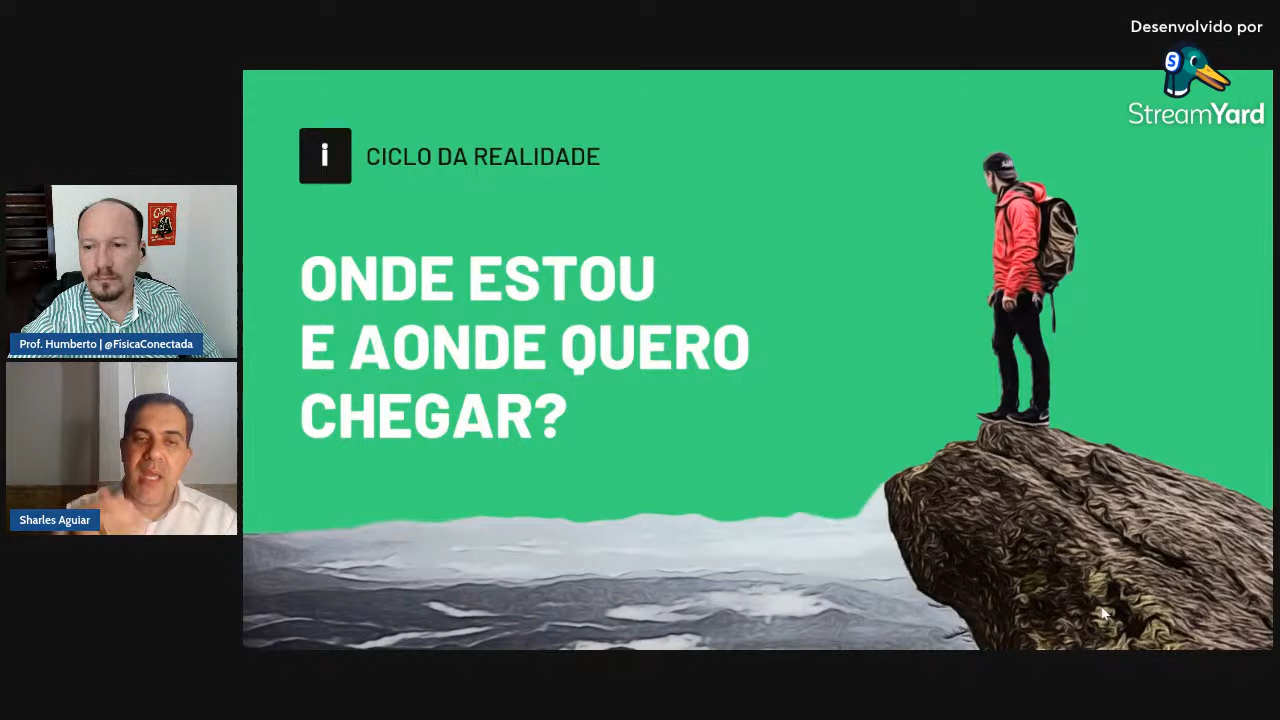 Desenvolvido por
StreamYard
i
CICLO DA REALIDADE
ONDE ESTOU
E AONDE QUERO
CHEGAR?
Prof. Humberto | @FisicaConectada
Sharles Aguiar